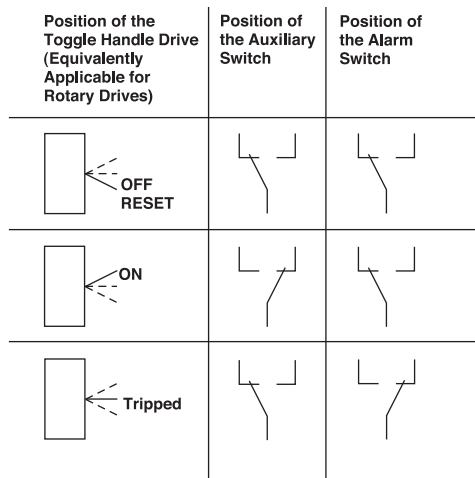 Position of the
Toggle Handle Drive
(Equivalently
Applicable for
Rotary Drives)
Position of
the Auxiliary
Switch
Position of
the Alarm
Switch
OFF
RESET
ON
Tripped